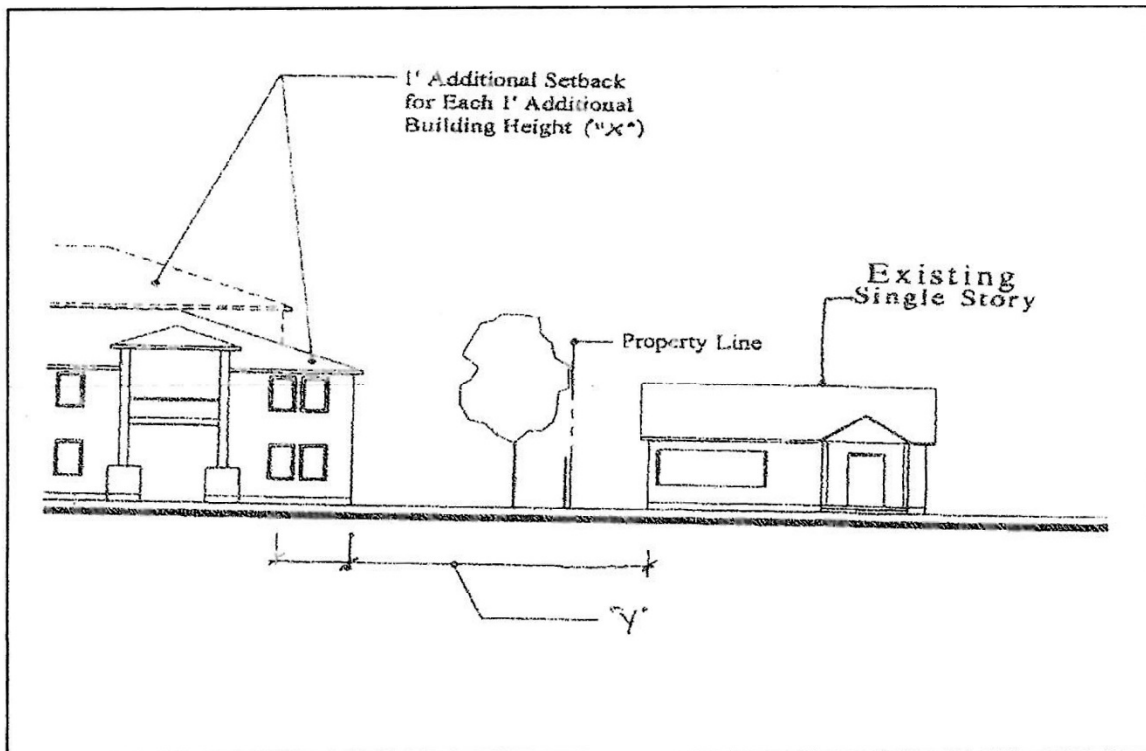 1' Additional Setback
for Each 1' Additional
Building Height ("X")
Existing
Single Story
Property Line
"Y"